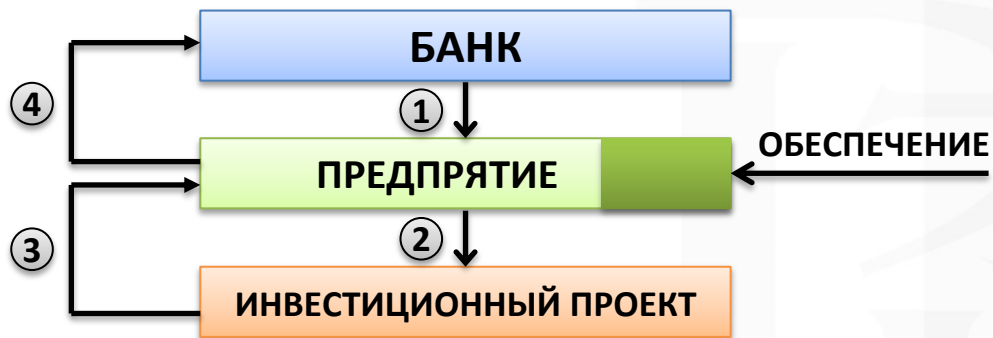 БАНК
4
1
ОБЕСПЕЧЕНИЕ
ПРЕДПРЯТИЕ
2
3
ИНВЕСТИЦИОННЫЙ ПРОЕКТ